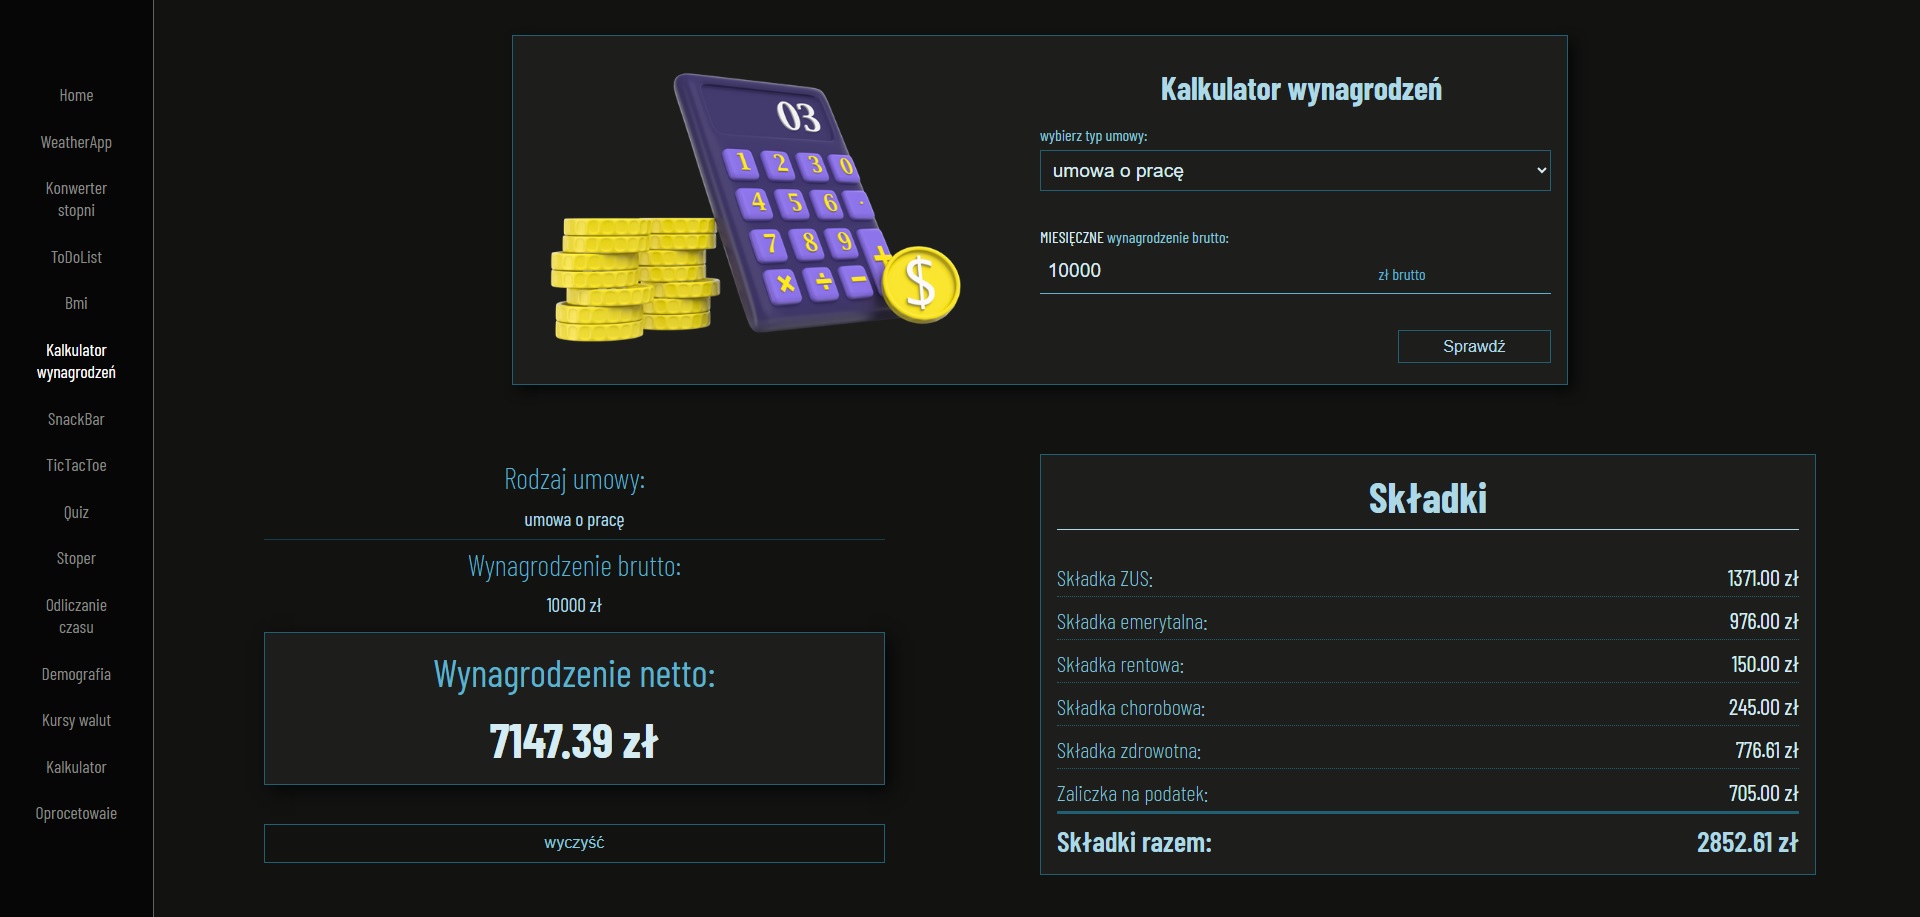 Home
WeatherApp
Konwerter
stopni
ToDoList
Bmi
Kalkulator
wynagrodzeń
SnackBar
TicTacToe
Quiz
Stoper
Odliczanie
czasu
Demografia
Kursy walut
Kalkulator
Oprocetowaie
03
1 2 3 0
4 5 6 .
7 8 9 +
× ÷ −
$
Kalkulator wynagrodzeń
wybierz typ umowy:
umowa o pracę
MIESIĘCZNE wynagrodzenie brutto:
10000 zł brutto
Sprawdź
Rodzaj umowy:
umowa o pracę
Wynagrodzenie brutto:
10000 zł
Wynagrodzenie netto:
7147.39 zł
wyczyść
Składki
Składka ZUS: 1371.00 zł
Składka emerytalna: 976.00 zł
Składka rentowa: 150.00 zł
Składka chorobowa: 245.00 zł
Składka zdrowotna: 776.61 zł
Zaliczka na podatek: 705.00 zł
Składki razem: 2852.61 zł